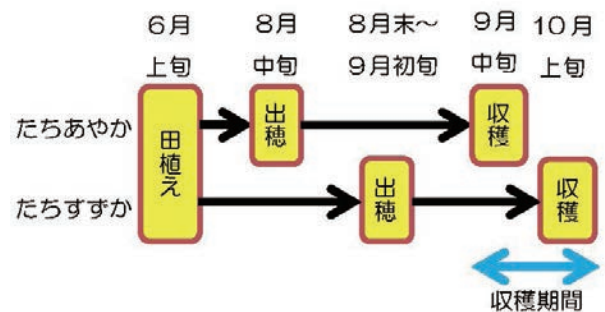 6月 8月 8月末～ 9月 10月
上旬 中旬 9月初旬 中旬 上旬
たちあやか 田植え 出穂 収穫
たちすずか 出穂 収穫
収穫期間